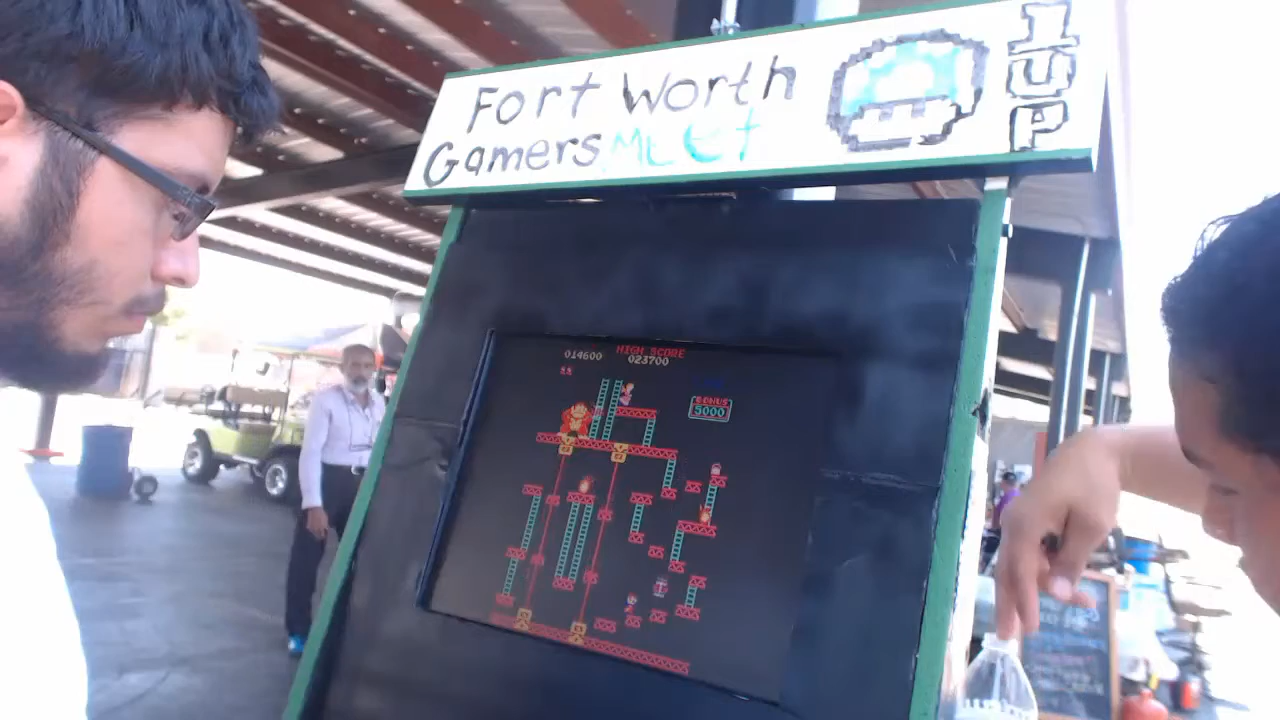 Fort Worth
Gamers Meet
1UP
HIGH SCORE
014600 023700
BONUS
5000